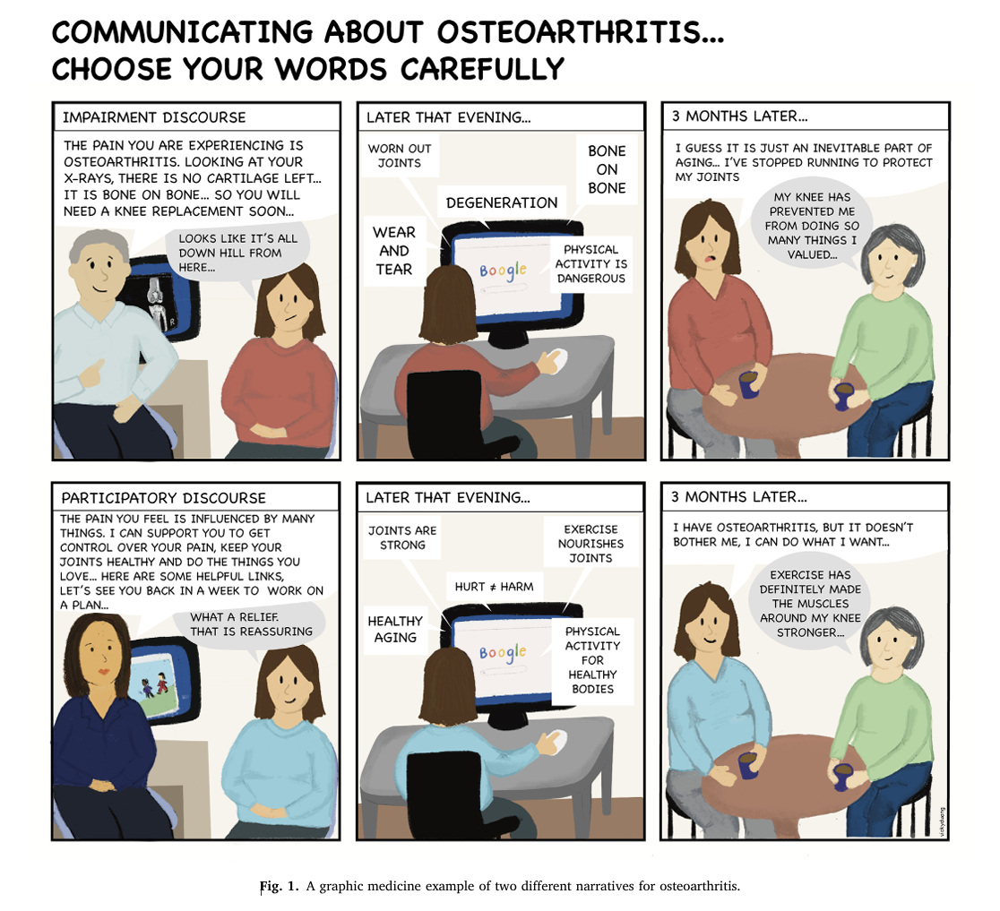 COMMUNICATING ABOUT OSTEOARTHRITIS...
CHOOSE YOUR WORDS CAREFULLY
IMPAIRMENT DISCOURSE
THE PAIN YOU ARE EXPERIENCING IS
OSTEOARTHRITIS. LOOKING AT YOUR
X-RAYS, THERE IS NO CARTILAGE LEFT...
IT IS BONE ON BONE... SO YOU WILL
NEED A KNEE REPLACEMENT SOON...
LOOKS LIKE IT'S ALL
DOWN HILL FROM
HERE...
R
LATER THAT EVENING...
WORN OUT
JOINTS
BONE
ON
BONE
DEGENERATION
WEAR
AND
TEAR
PHYSICAL
ACTIVITY IS
DANGEROUS
Boogle
3 MONTHS LATER...
I GUESS IT IS JUST AN INEVITABLE PART OF
AGING... I'VE STOPPED RUNNING TO PROTECT
MY JOINTS
MY KNEE HAS
PREVENTED ME
FROM DOING SO
MANY THINGS I
VALUED...
PARTICIPATORY DISCOURSE
THE PAIN YOU FEEL IS INFLUENCED BY MANY
THINGS. I CAN SUPPORT YOU TO GET
CONTROL OVER YOUR PAIN, KEEP YOUR
JOINTS HEALTHY AND DO THE THINGS YOU
LOVE... HERE ARE SOME HELPFUL LINKS,
LET'S SEE YOU BACK IN A WEEK TO WORK ON
A PLAN...
WHAT A RELIEF.
THAT IS REASSURING
LATER THAT EVENING...
JOINTS ARE
STRONG
EXERCISE
NOURISHES
JOINTS
HURT ≠ HARM
HEALTHY
AGING
PHYSICAL
ACTIVITY
FOR
HEALTHY
BODIES
Boogle
3 MONTHS LATER...
I HAVE OSTEOARTHRITIS, BUT IT DOESN'T
BOTHER ME, I CAN DO WHAT I WANT...
EXERCISE HAS
DEFINITELY MADE
THE MUSCLES
AROUND MY KNEE
STRONGER...
Fig. 1. A graphic medicine example of two different narratives for osteoarthritis.